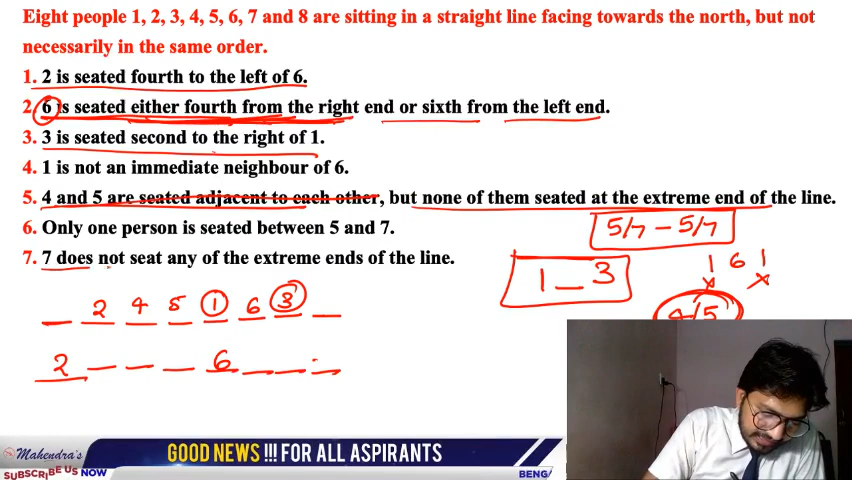 Eight people 1, 2, 3, 4, 5, 6, 7 and 8 are sitting in a straight line facing towards the north, but not
necessarily in the same order.
1. 2 is seated fourth to the left of 6.
2. 6 is seated either fourth from the right end or sixth from the left end.
3. 3 is seated second to the right of 1.
4. 1 is not an immediate neighbour of 6.
5. 4 and 5 are seated adjacent to each other, but none of them seated at the extreme end of the line.
6. Only one person is seated between 5 and 7.
5/7 - 5/7
7. 7 does not seat any of the extreme ends of the line.
1 _ 3
1 6 1
x x
4/5
_ 2 4 5 1 6 3 _
2 _ _ _ 6 _ _ _
Mahendra's
SUBSCRIBE US NOW
GOOD NEWS !!! FOR ALL ASPIRANTS
BENG